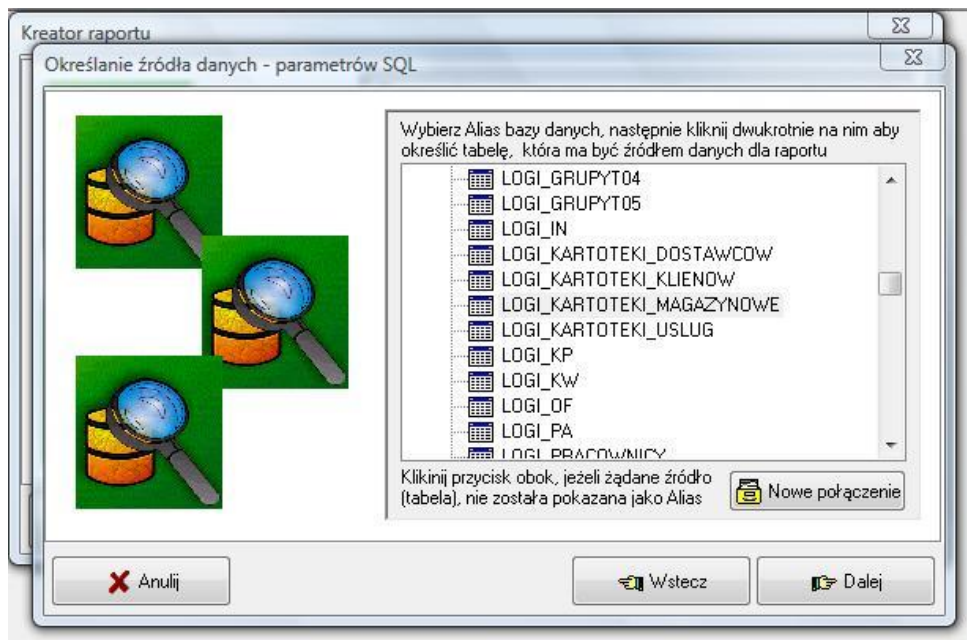 Kreator raportu
Określanie źródła danych - parametrów SQL
Wybierz Alias bazy danych, następnie kliknij dwukrotnie na nim aby
określić tabelę, która ma być źródłem danych dla raportu
LOGI_GRUPYT04
LOGI_GRUPYT05
LOGI_IN
LOGI_KARTOTEKI_DOSTAWCOW
LOGI_KARTOTEKI_KLIENOW
LOGI_KARTOTEKI_MAGAZYNOWE
LOGI_KARTOTEKI_USLUG
LOGI_KP
LOGI_KW
LOGI_OF
LOGI_PA
LOGI_PRACOWNICY
Klikinij przycisk obok, jeżeli żądane źródło
(tabela), nie została pokazana jako Alias
Nowe połączenie
Anulij
Wstecz
Dalej